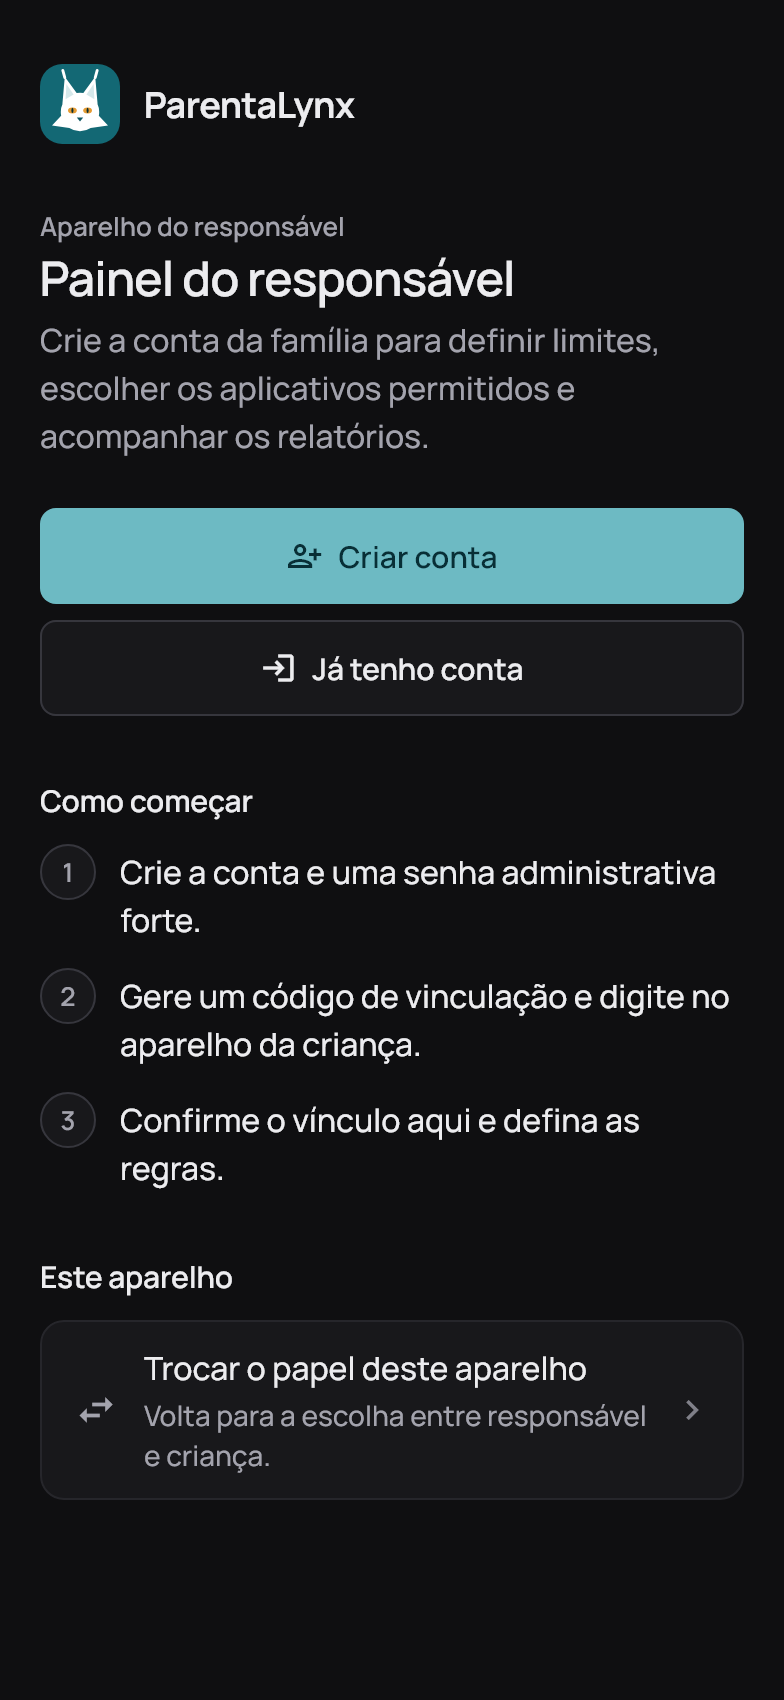 ParentaLynx
Aparelho do responsável
Painel do responsável
Crie a conta da família para definir limites,
escolher os aplicativos permitidos e
acompanhar os relatórios.
Criar conta
Já tenho conta
Como começar
1 Crie a conta e uma senha administrativa
forte.
2 Gere um código de vinculação e digite no
aparelho da criança.
3 Confirme o vínculo aqui e defina as
regras.
Este aparelho
Trocar o papel deste aparelho
Volta para a escolha entre responsável
e criança.